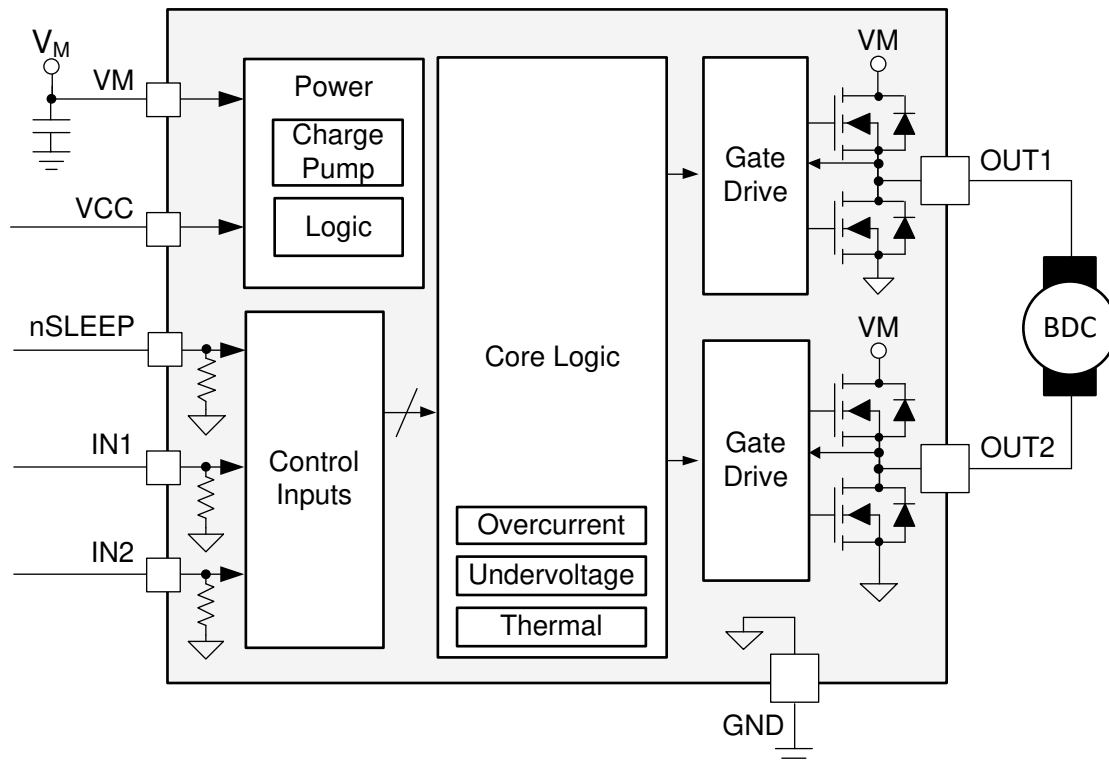 VM
VM
Power
Charge
Pump
Logic
VCC
nSLEEP
IN1
IN2
Control
Inputs
Core Logic
Overcurrent
Undervoltage
Thermal
Gate
Drive
VM
OUT1
BDC
Gate
Drive
VM
OUT2
GND